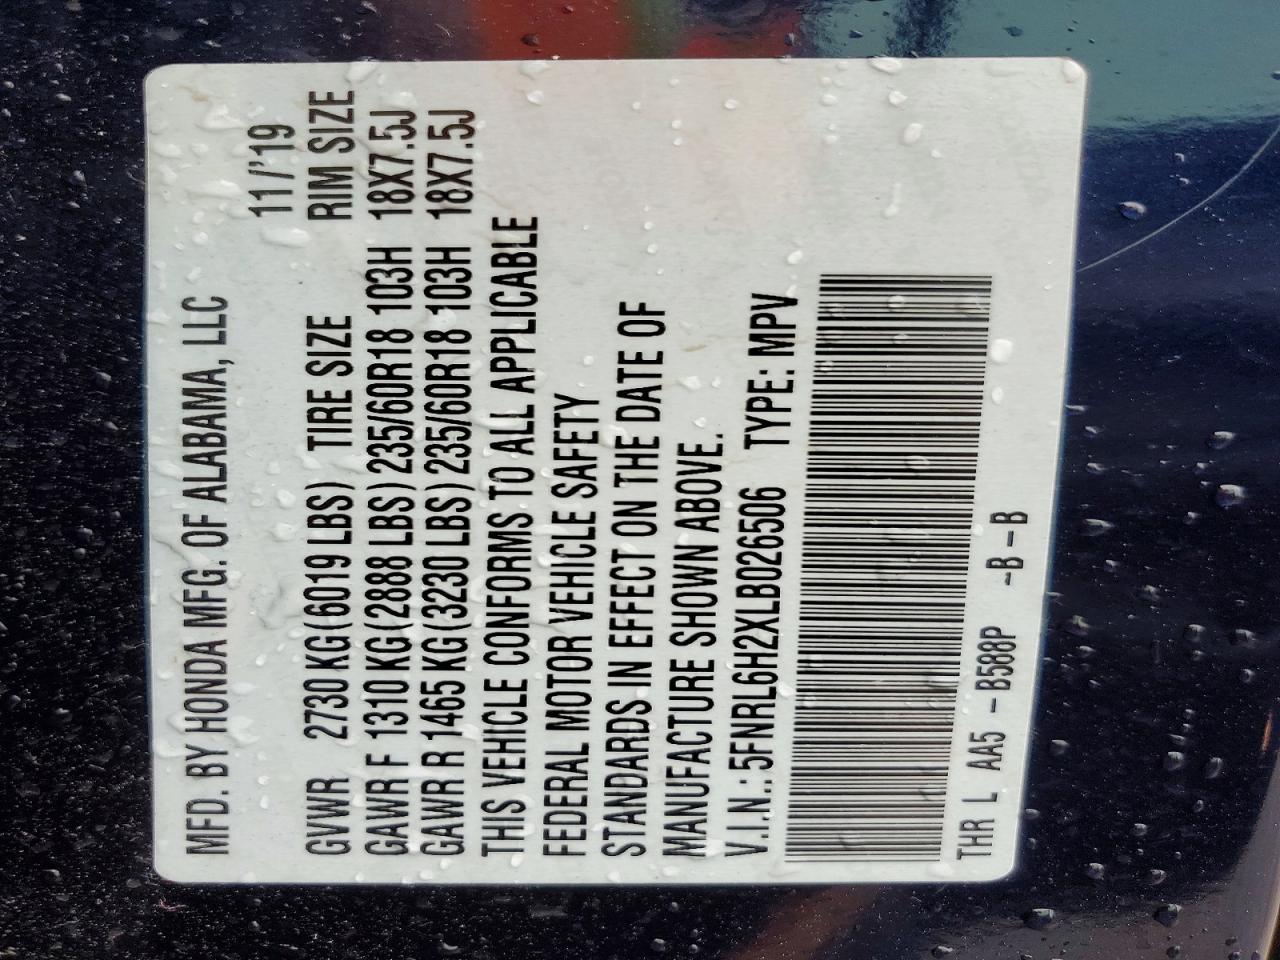 MFD. BY HONDA MFG. OF ALABAMA, LLC
11/'19
GVWR 2730 KG(6019 LBS) TIRE SIZE RIM SIZE
GAWR F 1310 KG(2888 LBS) 235/60R18 103H 18X7.5J
GAWR R 1465 KG(3230 LBS) 235/60R18 103H 18X7.5J
THIS VEHICLE CONFORMS TO ALL APPLICABLE
FEDERAL MOTOR VEHICLE SAFETY
STANDARDS IN EFFECT ON THE DATE OF
MANUFACTURE SHOWN ABOVE.
V.I.N.: 5FNRL6H2XLB026506 TYPE: MPV
THR L AA5 -B588P -B-B